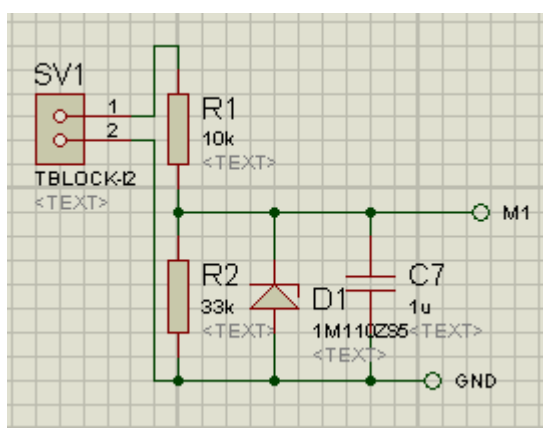 SV1
1
2
TBLOCK-I2
<TEXT>
R1
10k
<TEXT>
M1
R2
33k
<TEXT>
D1
1M110ZS5
<TEXT>
C7
1u
<TEXT>
GND